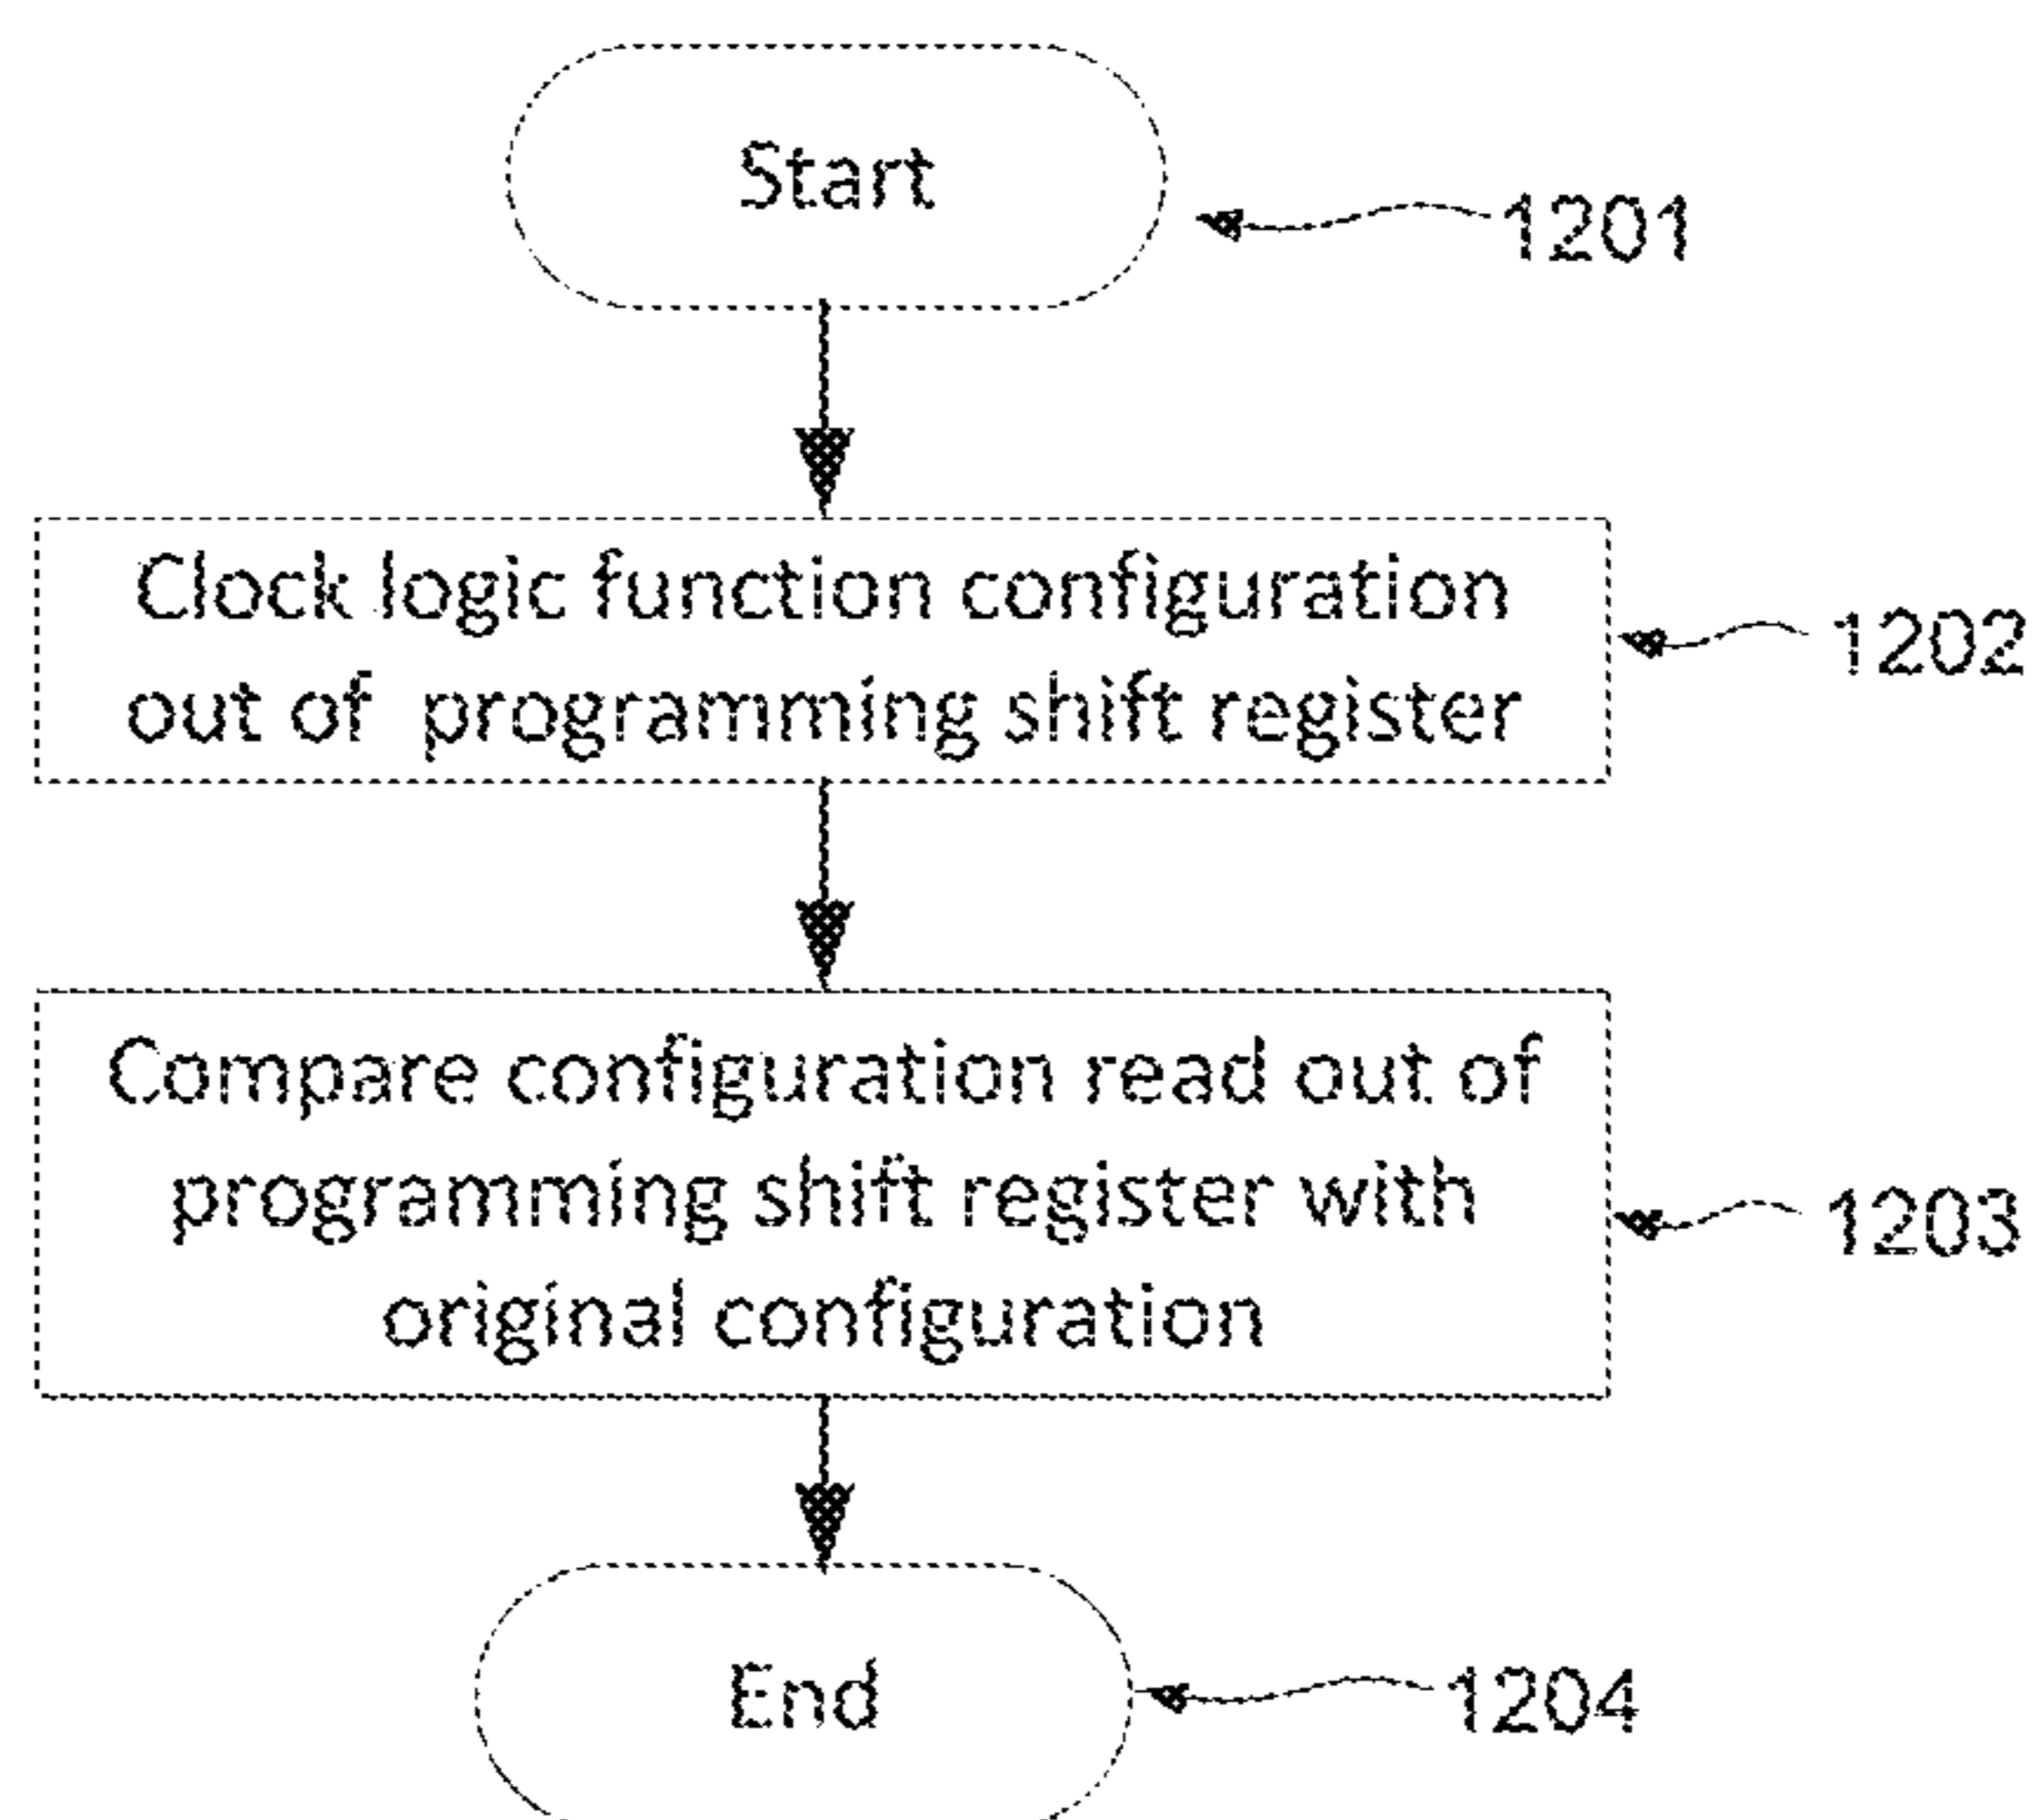 Start
1201
Clock logic function configuration
out of programming shift register
1202
Compare configuration read out of
programming shift register with
original configuration
1203
End
1204